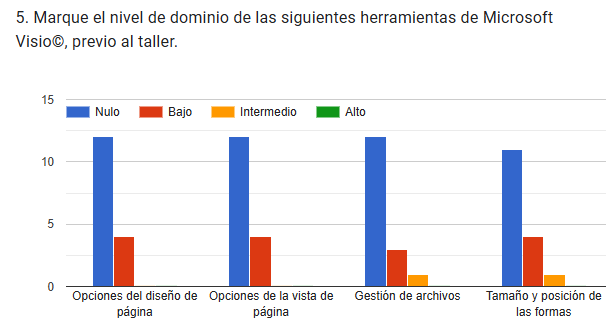 5. Marque el nivel de dominio de las siguientes herramientas de Microsoft
Visio©, previo al taller.
15
Nulo Bajo Intermedio Alto
10
5
0
Opciones del diseño de página
Opciones de la vista de página
Gestión de archivos
Tamaño y posición de las formas